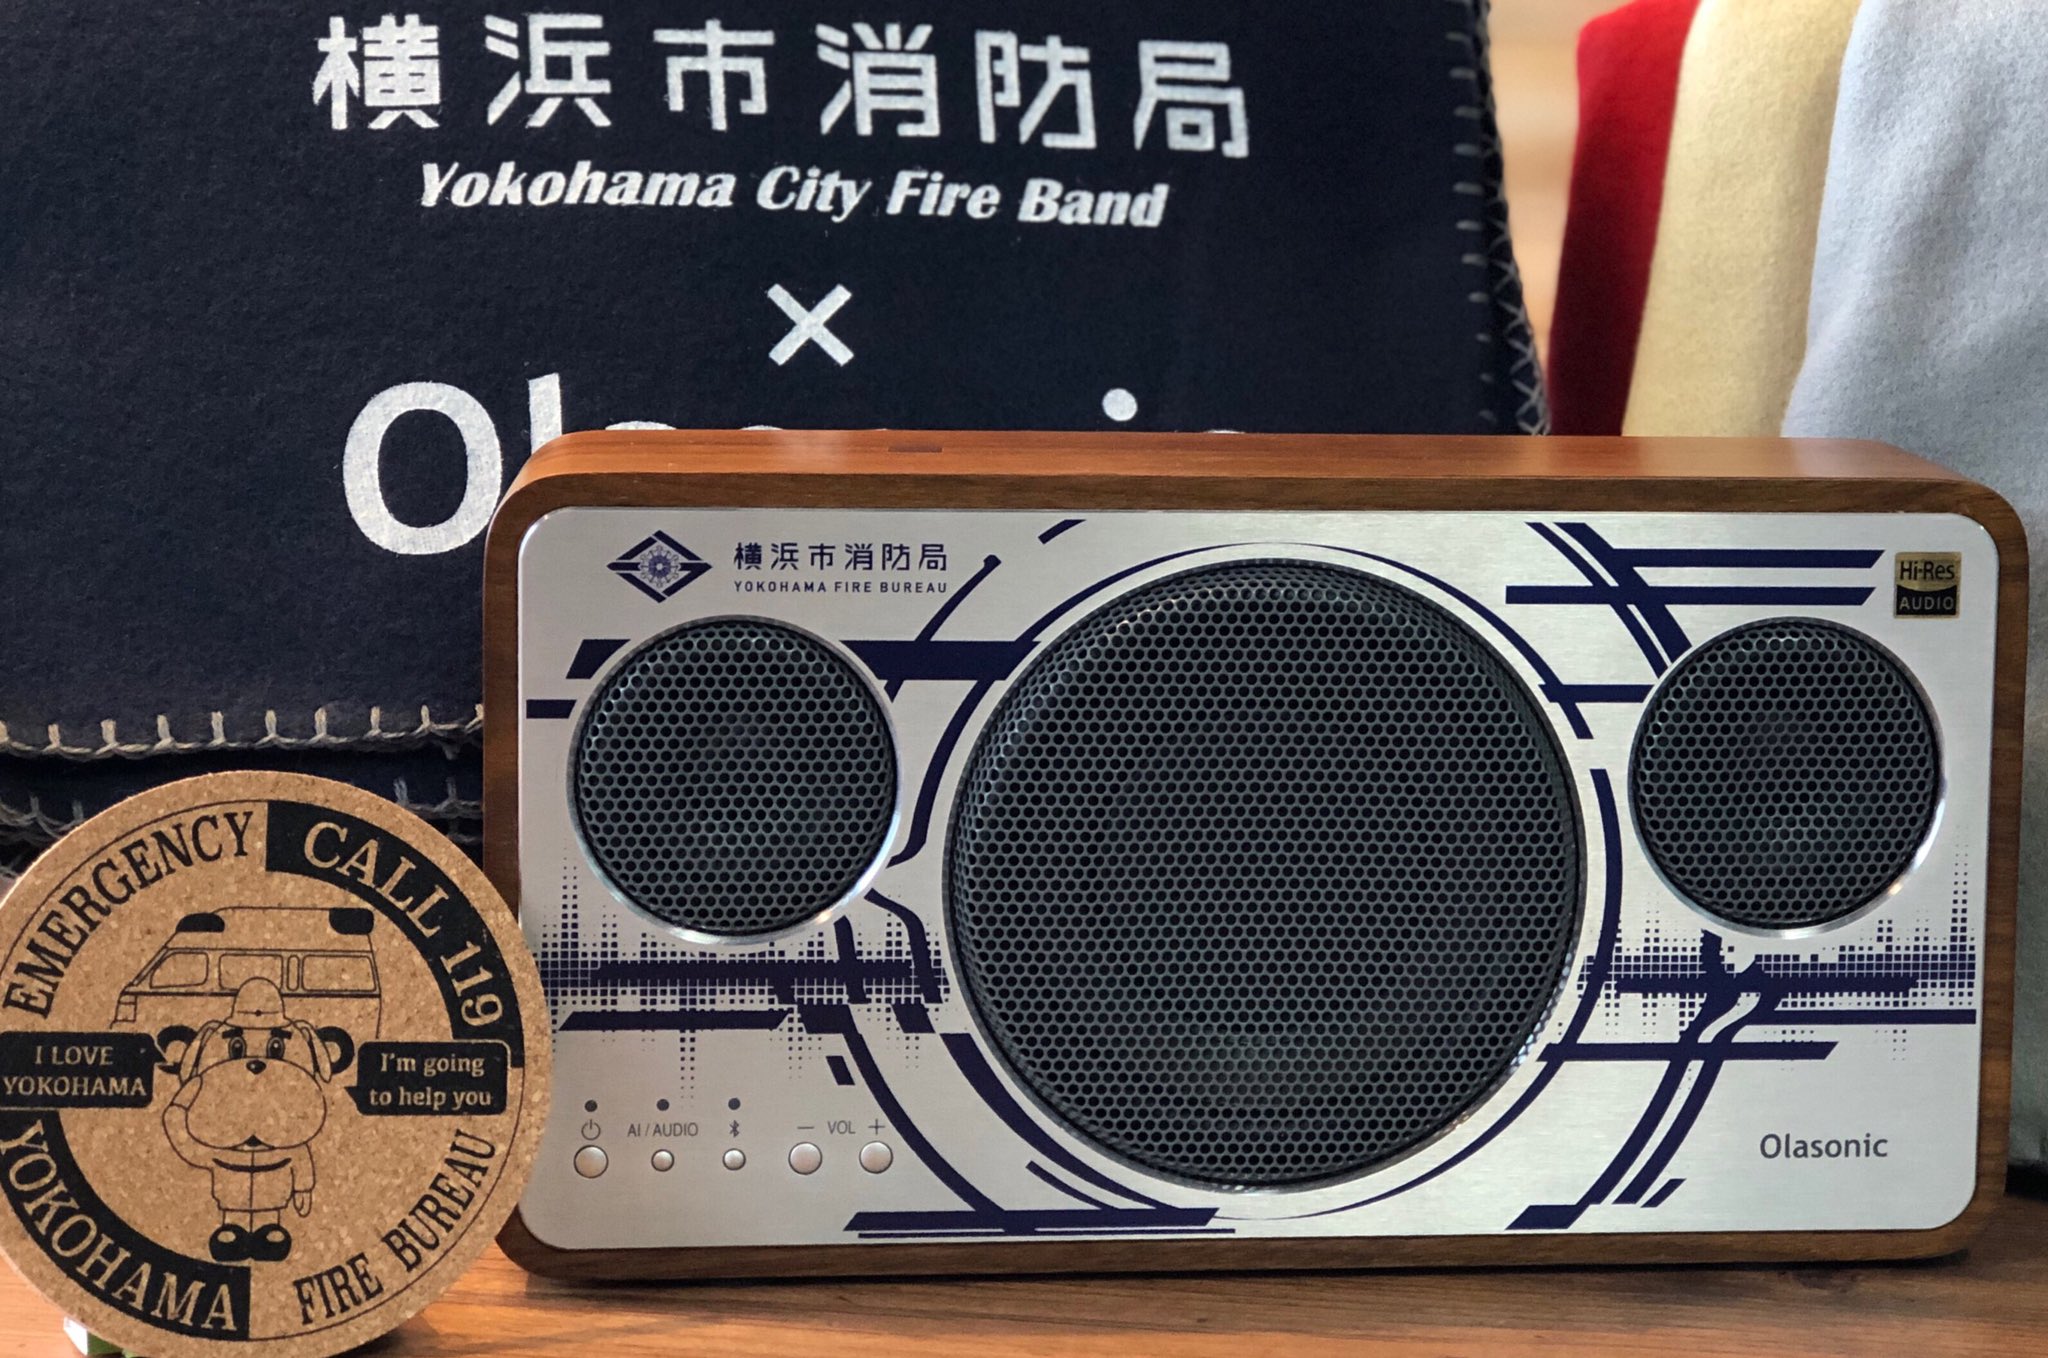 横浜市消防局
Yokohama City Fire Band
×
横浜市消防局
YOKOHAMA FIRE BUREAU
Hi-Res
AUDIO
AI / AUDIO
− VOL +
Olasonic
EMERGENCY CALL 119
I LOVE
YOKOHAMA
I'm going
to help you
YOKOHAMA FIRE BUREAU